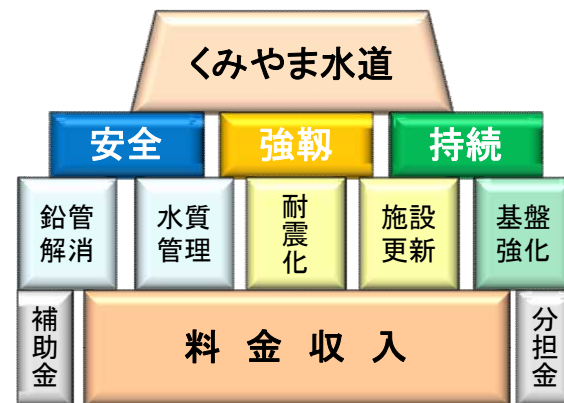 くみやま水道
安全
強靱
持続
鉛管
解消
水質
管理
耐震化
施設
更新
基盤
強化
補助金
料金収入
分担金